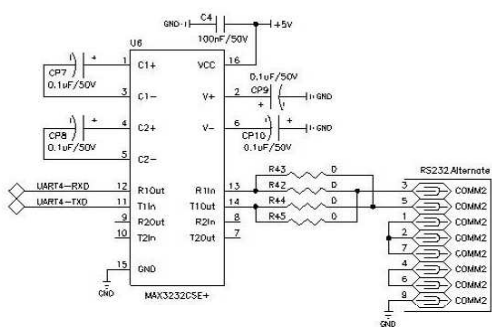 C4
GND +5V
100nF/50V
U6
1 C1+ VCC 16
CP7
0.1uF/50V
0.1uF/50V
CP9
3 C1- V+ 2 GND
4 C2+ V- 6 GND
CP8
0.1uF/50V
CP10
0.1uF/50V
5 C2-
R43 0
RS232 Alternate
UART4-RXD 12 R1Out R1In 13 R42 0 3 COMM2
UART4-TXD 11 T1In T1Out 14 R44 0 5 COMM2
9 R2Out R2In 8 R45 0 1 COMM2
10 T2In T2Out 7 2 COMM2
7 COMM2
15 GND 4 COMM2
6 COMM2
GND
MAX3232CSE+
9 COMM2
GND